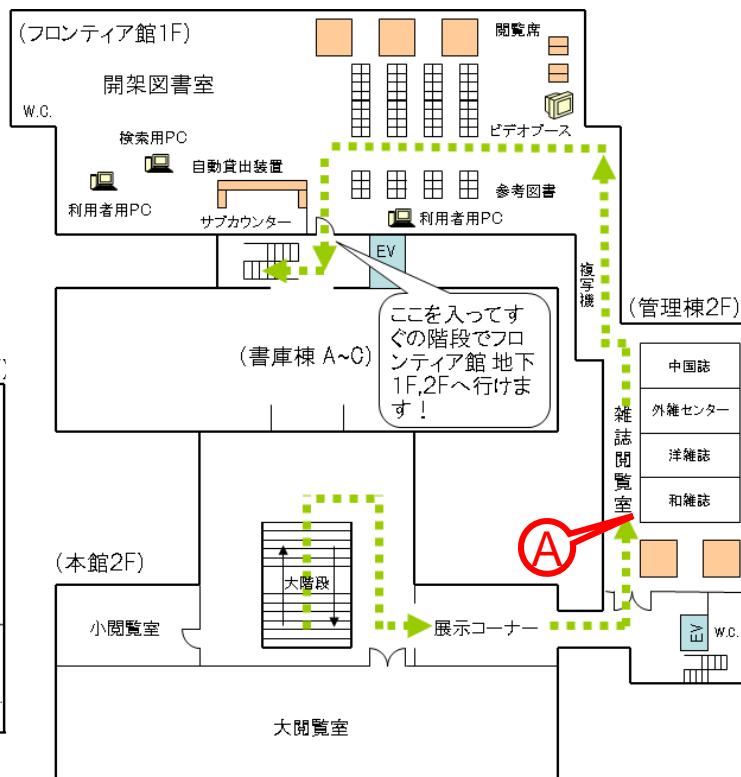 (フロンティア館1F)
閲覧席
開架図書室
W.C.
検索用PC
ビデオブース
自動貸出装置
利用者用PC
参考図書
サブカウンター
利用者用PC
EV
複
写
機
(管理棟2F)
ここを入ってす
ぐの階段でフロ
ンティア館 地下
1F,2Fへ行けま
す！
(書庫棟 A~C)
中国誌
外雑センター
雑
誌
閲
覧
室
洋雑誌
和雑誌
A
(本館2F)
大階段
小閲覧室
展示コーナー
EV
W.C.
大閲覧室
)